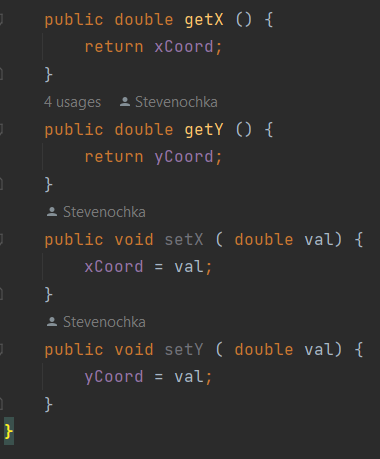 public double getX () {
return xCoord;
}
4 usages Stevenochka
public double getY () {
return yCoord;
}
Stevenochka
public void setX ( double val) {
xCoord = val;
}
Stevenochka
public void setY ( double val) {
yCoord = val;
}
}